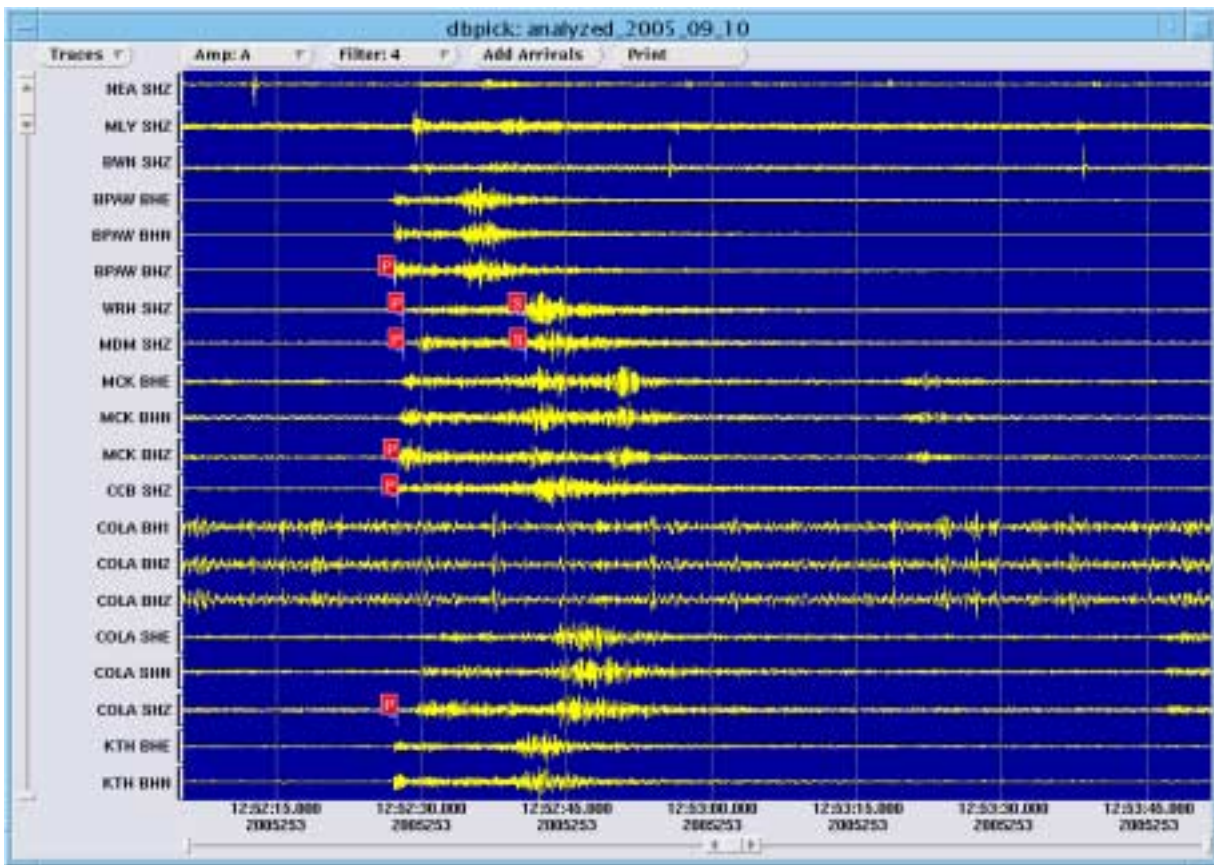 dbpick: analyzed_2005_09_10
Traces Amp: A Filter: 4 Add Arrivals Print
NEA SHZ
MLY SHZ
BWN SHZ
BPAW BHE
BPAW BHN
BPAW BHZ
P
WRH SHZ
P S
MDM SHZ
P S
MCK BHE
MCK BHN
MCK BHZ
P
CCB SHZ
P
COLA BH1
COLA BH2
COLA BHZ
COLA SHE
COLA SHN
COLA SHZ
P
KTH BHE
KTH BHN
12:52:15.000 12:52:30.000 12:52:45.000 12:53:00.000 12:53:15.000 12:53:30.000 12:53:45.000
2005253 2005253 2005253 2005253 2005253 2005253 2005253